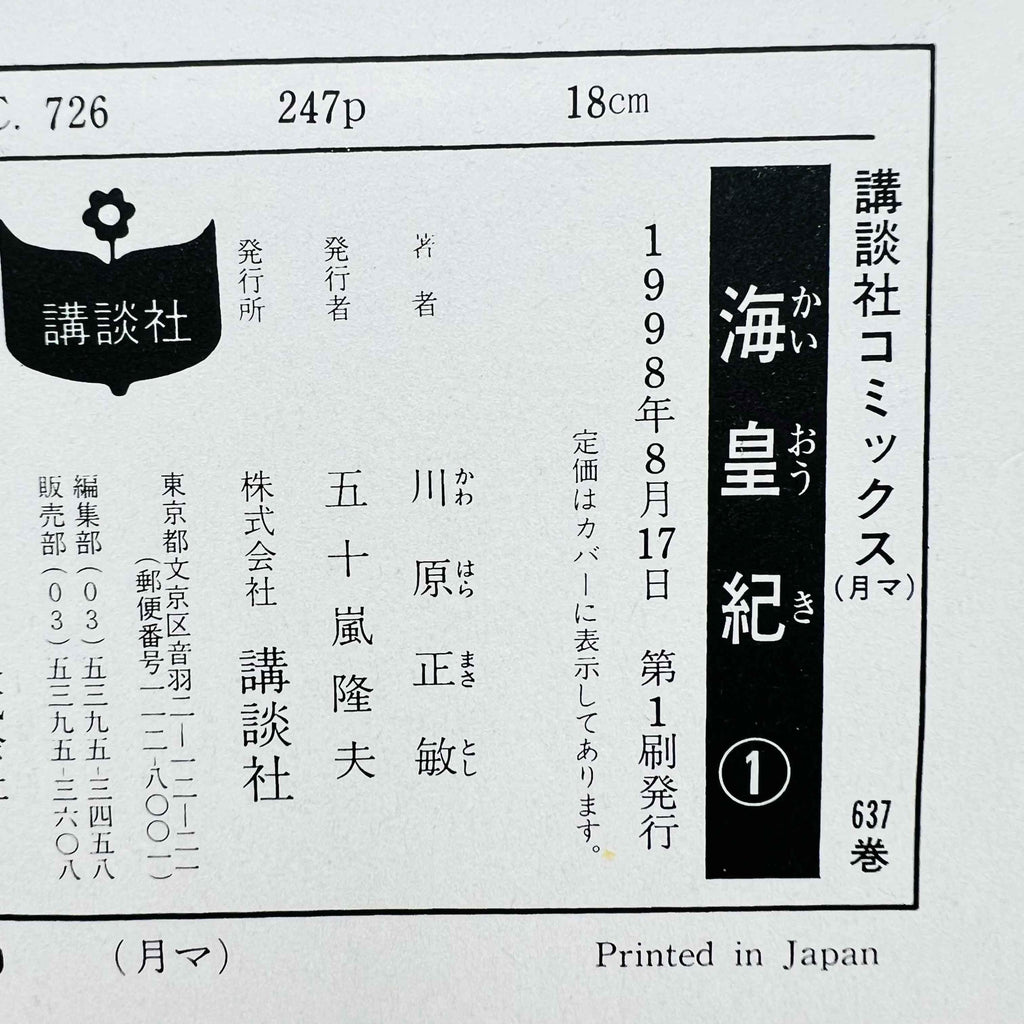 C. 726 247p 18cm
講談社コミックス(月マ) 637巻
海皇紀 ①
かいおうき
1998年8月17日 第1刷発行
定価はカバーに表示してあります。
著者 川原正敏
かわはらまさとし
発行者 五十嵐隆夫
発行所 株式会社 講談社
東京都文京区音羽二―一二―二一
(郵便番号一一二-八〇〇一)
編集部(03)五三九五-三四五八
販売部(03)五三九五-三六〇八
講談社
(月マ)
Printed in Japan